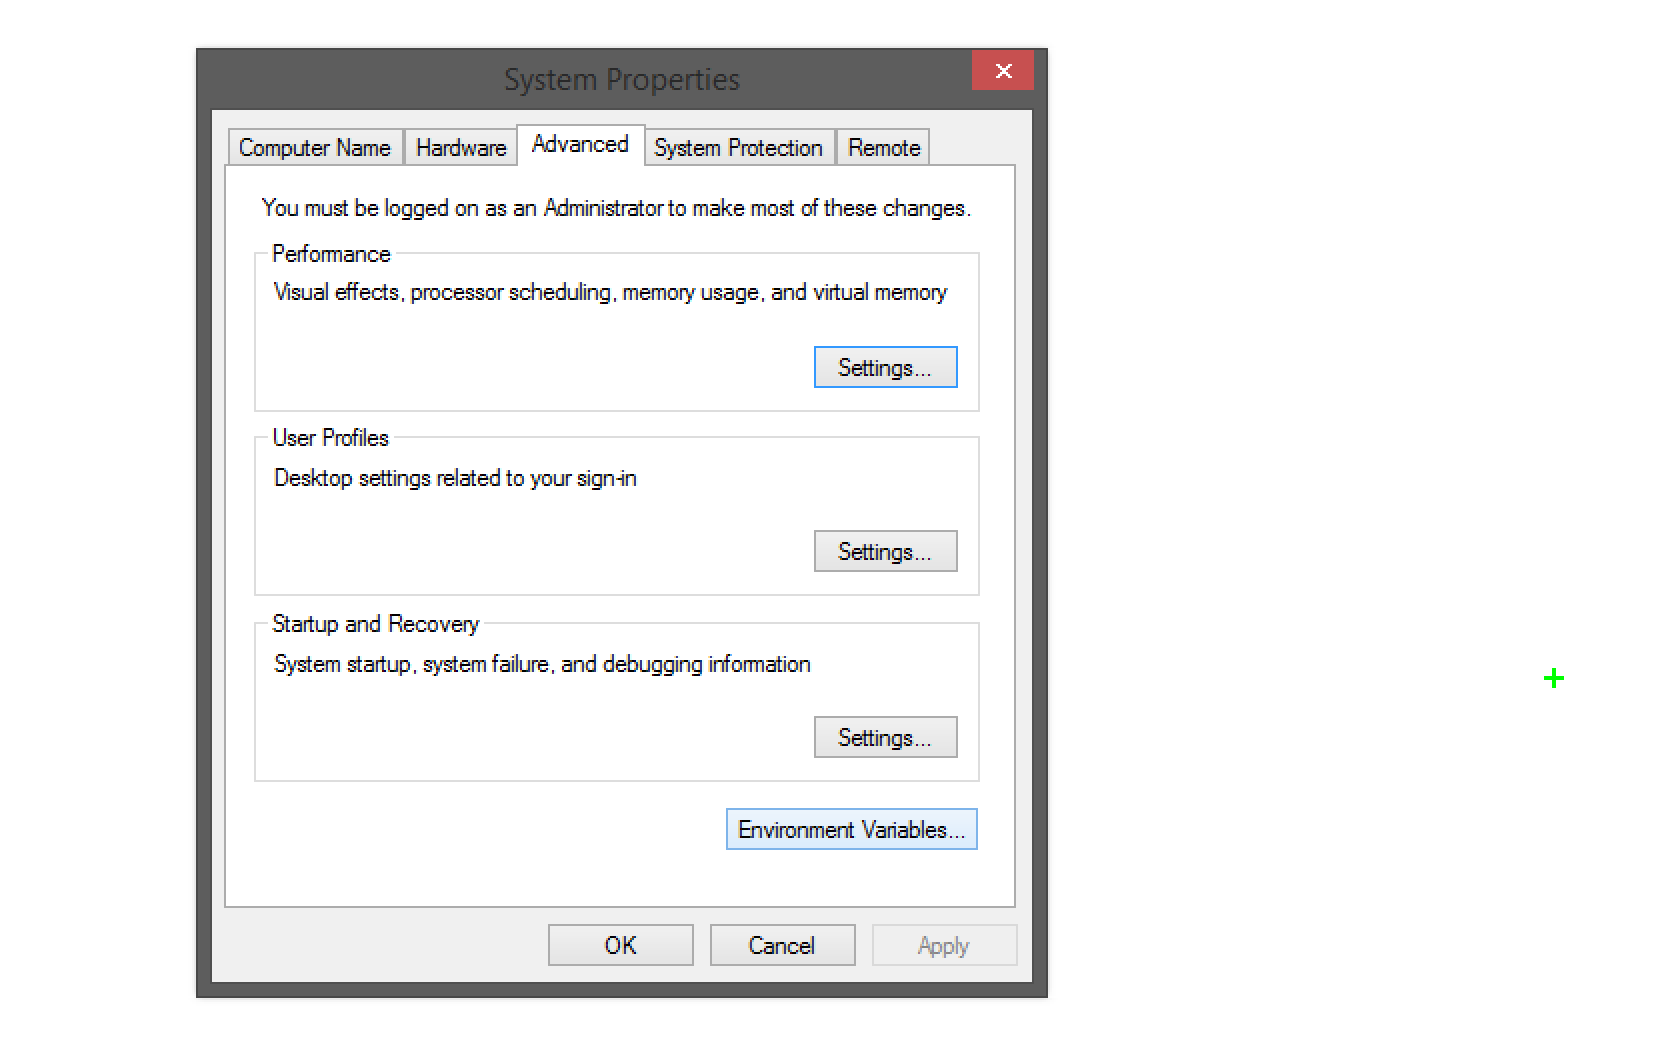 System Properties
Computer Name Hardware Advanced System Protection Remote
You must be logged on as an Administrator to make most of these changes.
Performance
Visual effects, processor scheduling, memory usage, and virtual memory
Settings...
User Profiles
Desktop settings related to your sign-in
Settings...
Startup and Recovery
System startup, system failure, and debugging information
Settings...
Environment Variables...
OK Cancel Apply